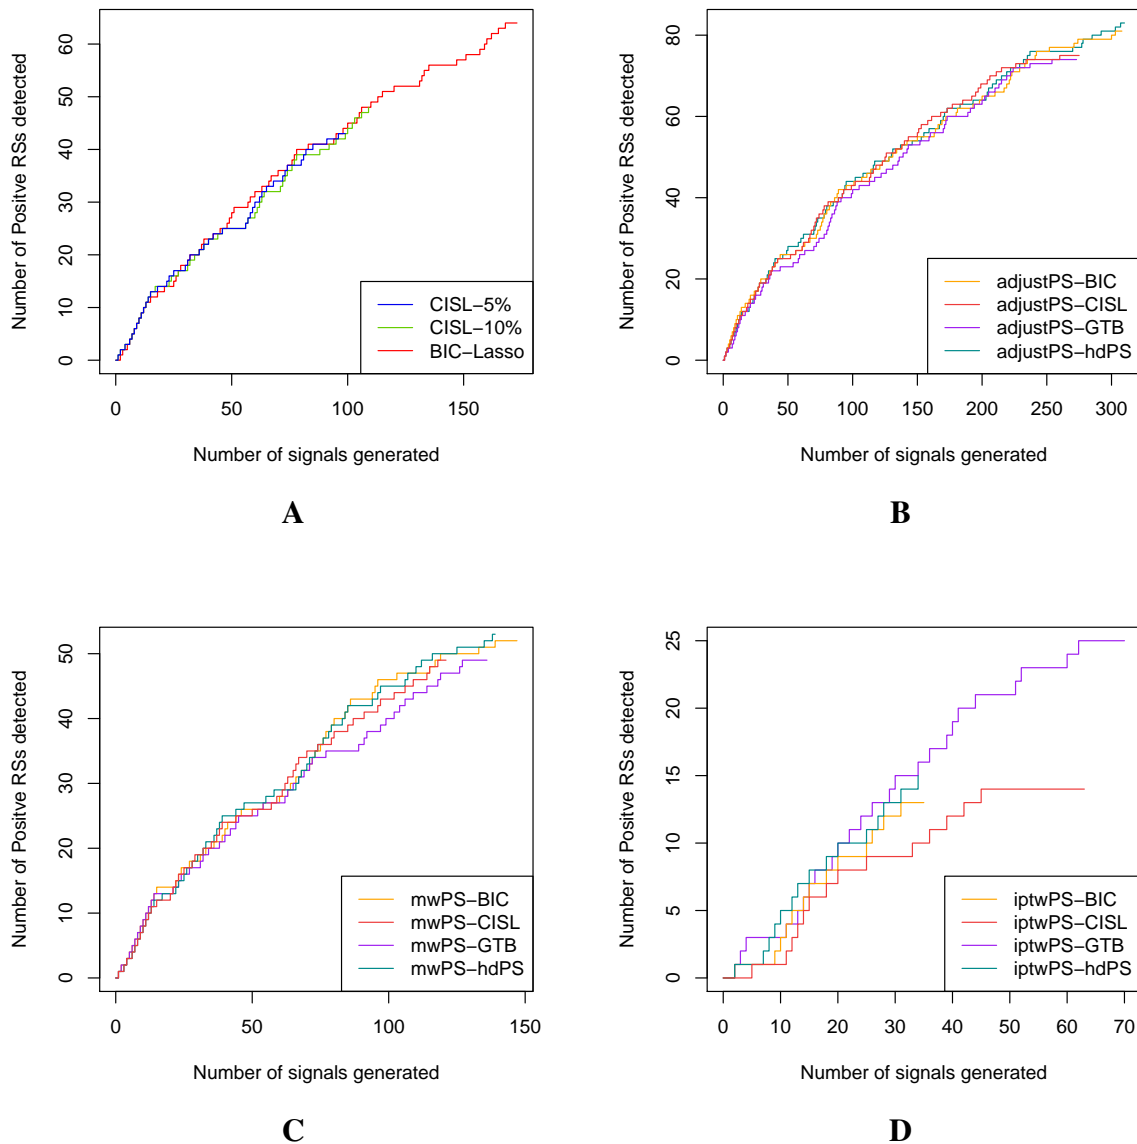 Number of Positve RSs detected
60
50
40
30
20
10
0
CISL−5%
CISL−10%
BIC−Lasso
0 50 100 150
Number of signals generated
A
Number of Positve RSs detected
80
60
40
20
0
adjustPS−BIC
adjustPS−CISL
adjustPS−GTB
adjustPS−hdPS
0 50 100 150 200 250 300
Number of signals generated
B
Number of Positve RSs detected
50
40
30
20
10
0
mwPS−BIC
mwPS−CISL
mwPS−GTB
mwPS−hdPS
0 50 100 150
Number of signals generated
C
Number of Positve RSs detected
25
20
15
10
5
0
iptwPS−BIC
iptwPS−CISL
iptwPS−GTB
iptwPS−hdPS
0 10 20 30 40 50 60 70
Number of signals generated
D